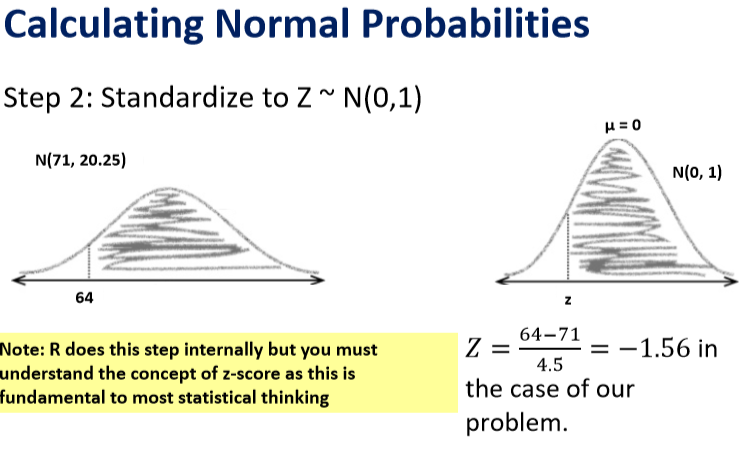 Calculating Normal Probabilities
Step 2: Standardize to Z ~ N(0,1)
μ = 0
N(71, 20.25)
N(0, 1)
64
z
Note: R does this step internally but you must
understand the concept of z-score as this is
fundamental to most statistical thinking
Z = \frac{64−71}{4.5} = −1.56 in
the case of our
problem.